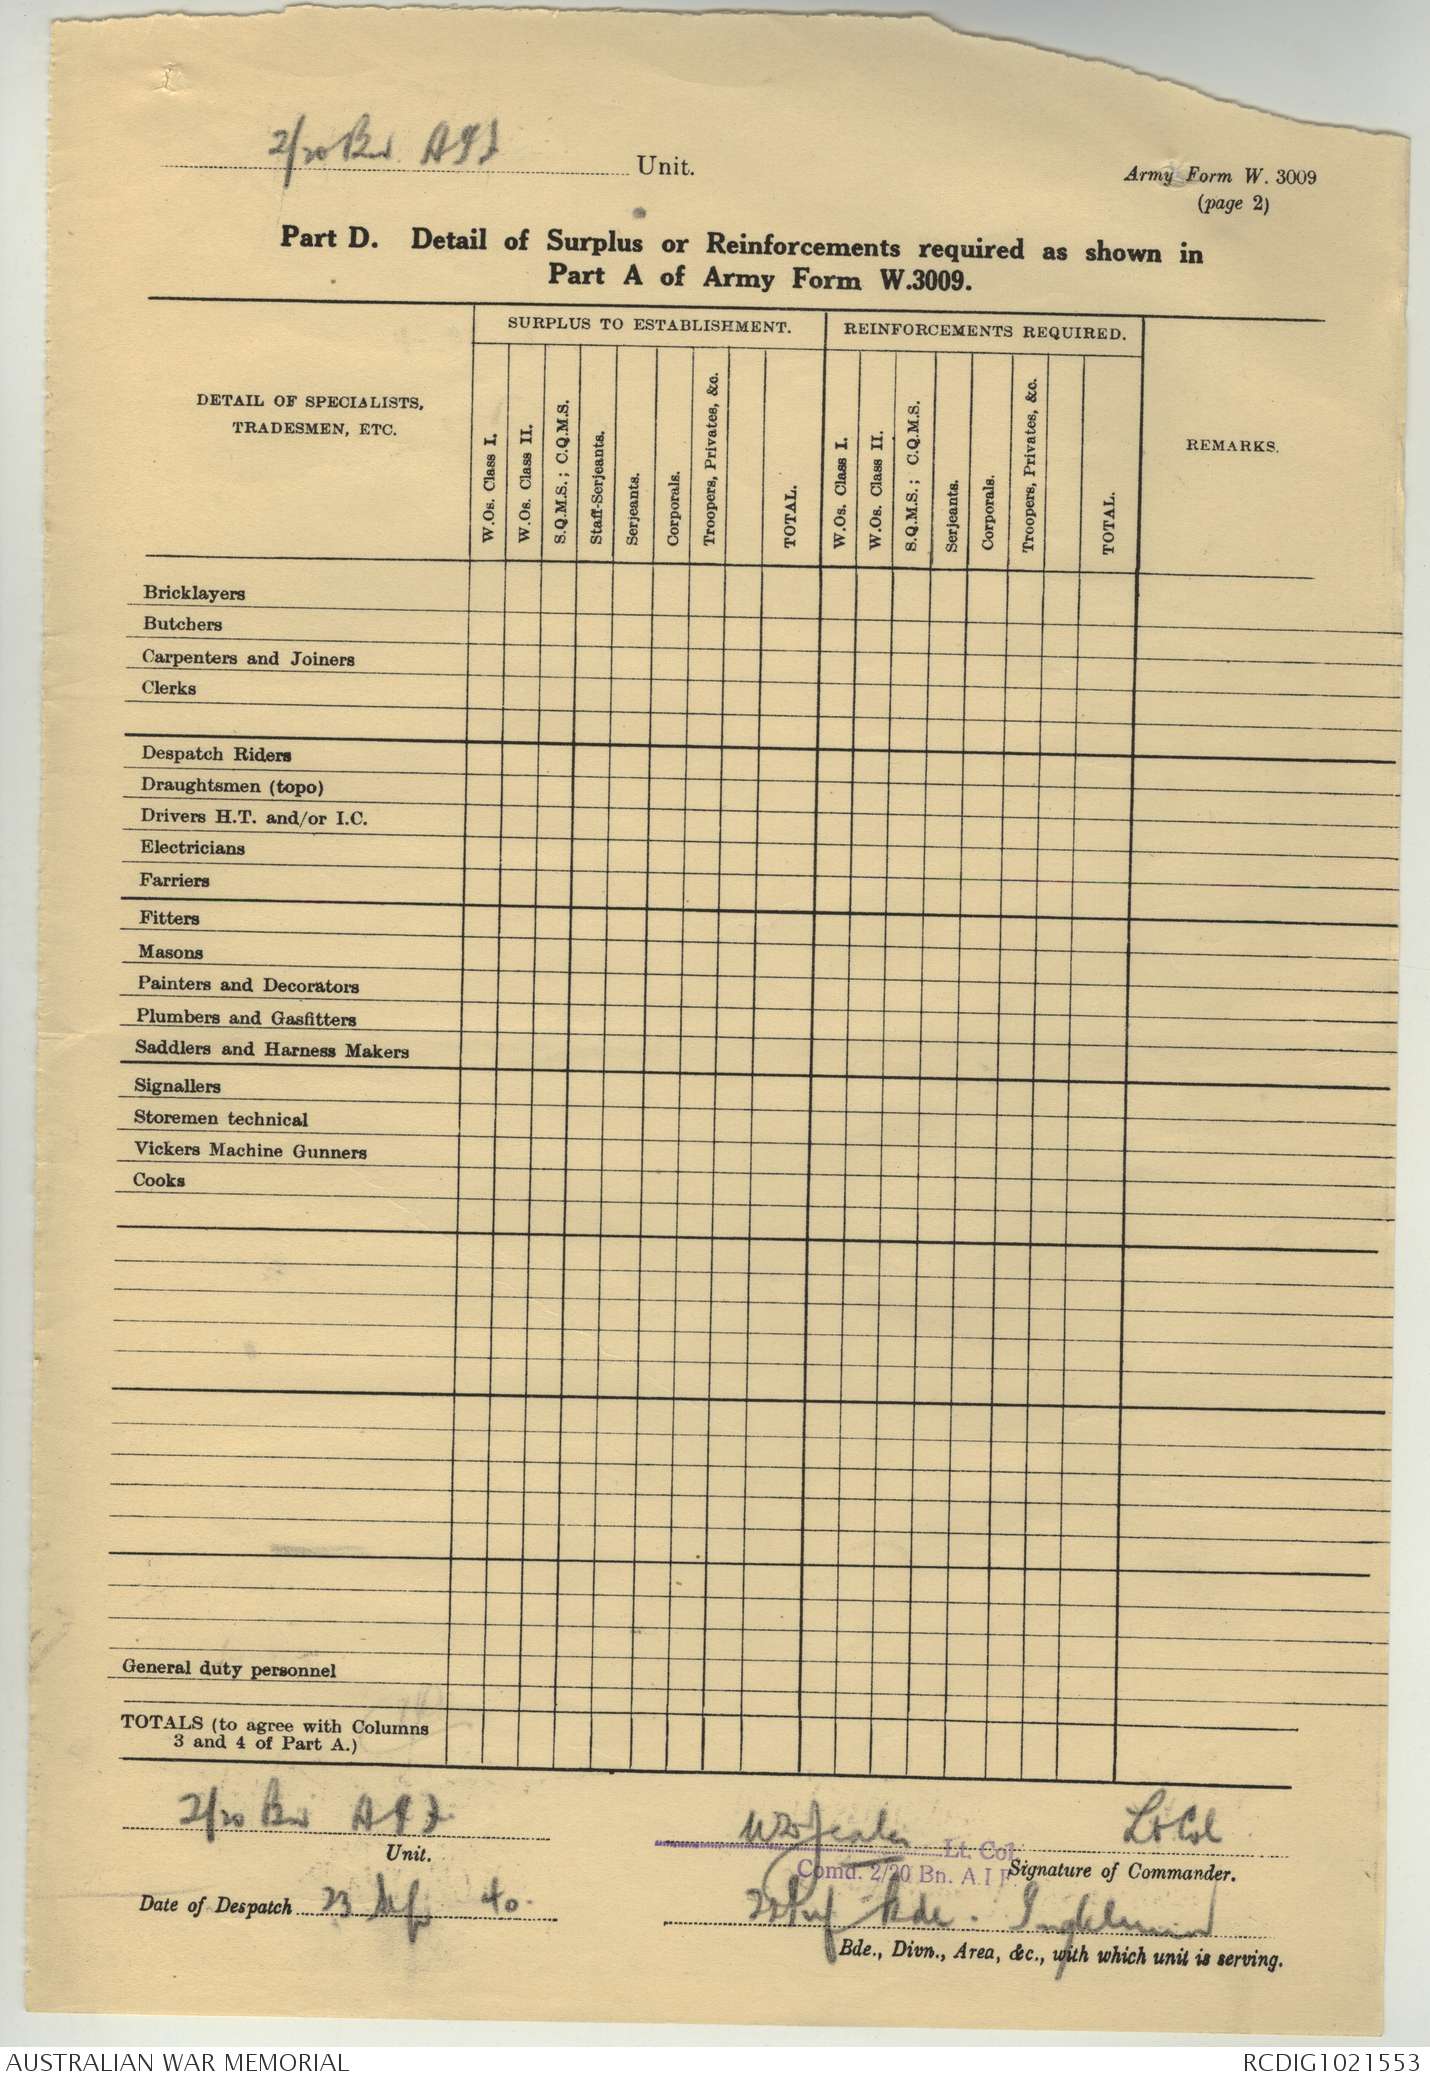 2/20 Bn. A I F Unit.
Army Form W. 3009
(page 2)
Part D. Detail of Surplus or Reinforcements required as shown in
Part A of Army Form W.3009.
DETAIL OF SPECIALISTS,
TRADESMEN, ETC.
SURPLUS TO ESTABLISHMENT.
W.Os. Class I.
W.Os. Class II.
S.Q.M.S.; C.Q.M.S.
Staff-Serjeants.
Serjeants.
Corporals.
Troopers, Privates, &c.
TOTAL.
REINFORCEMENTS REQUIRED.
W.Os. Class I.
W.Os. Class II.
S.Q.M.S.; C.Q.M.S.
Serjeants.
Corporals.
Troopers, Privates, &c.
TOTAL.
REMARKS.
Bricklayers
Butchers
Carpenters and Joiners
Clerks
Despatch Riders
Draughtsmen (topo)
Drivers H.T. and/or I.C.
Electricians
Farriers
Fitters
Masons
Painters and Decorators
Plumbers and Gasfitters
Saddlers and Harness Makers
Signallers
Storemen technical
Vickers Machine Gunners
Cooks
General duty personnel
TOTALS (to agree with Columns
3 and 4 of Part A.)
2/20 Bn A I F
Unit.
Lt Col
Lt. Col.
Comd. 2/20 Bn. A I F
Signature of Commander.
Date of Despatch 23 Sep 40.
22 Inf Bde. Ingleburn
Bde., Divn., Area, &c., with which unit is serving.
AUSTRALIAN WAR MEMORIAL
RCDIG1021553